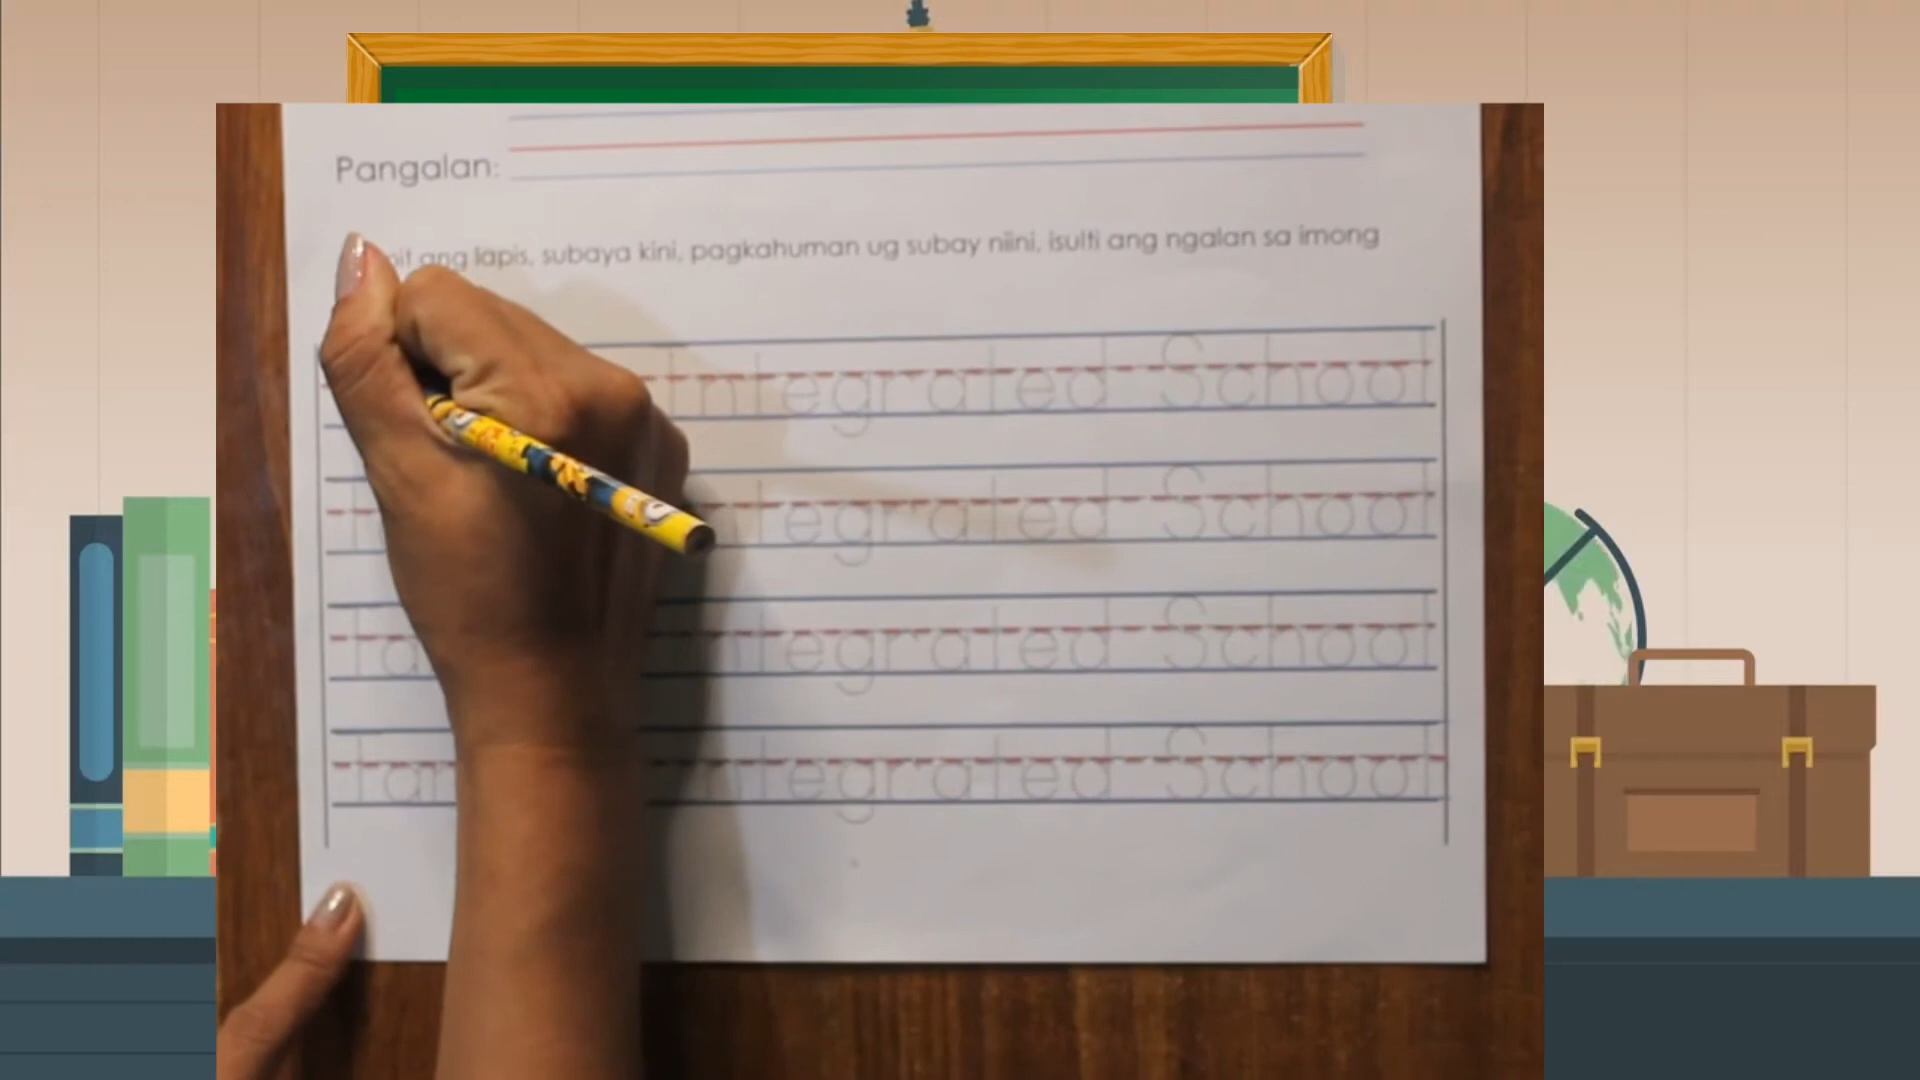 Pangalan:
ang lapis, subaya kini, pagkahuman ug subay niini, isulti ang ngalan sa imong
Integrated School
Integrated School
Integrated School
Integrated School